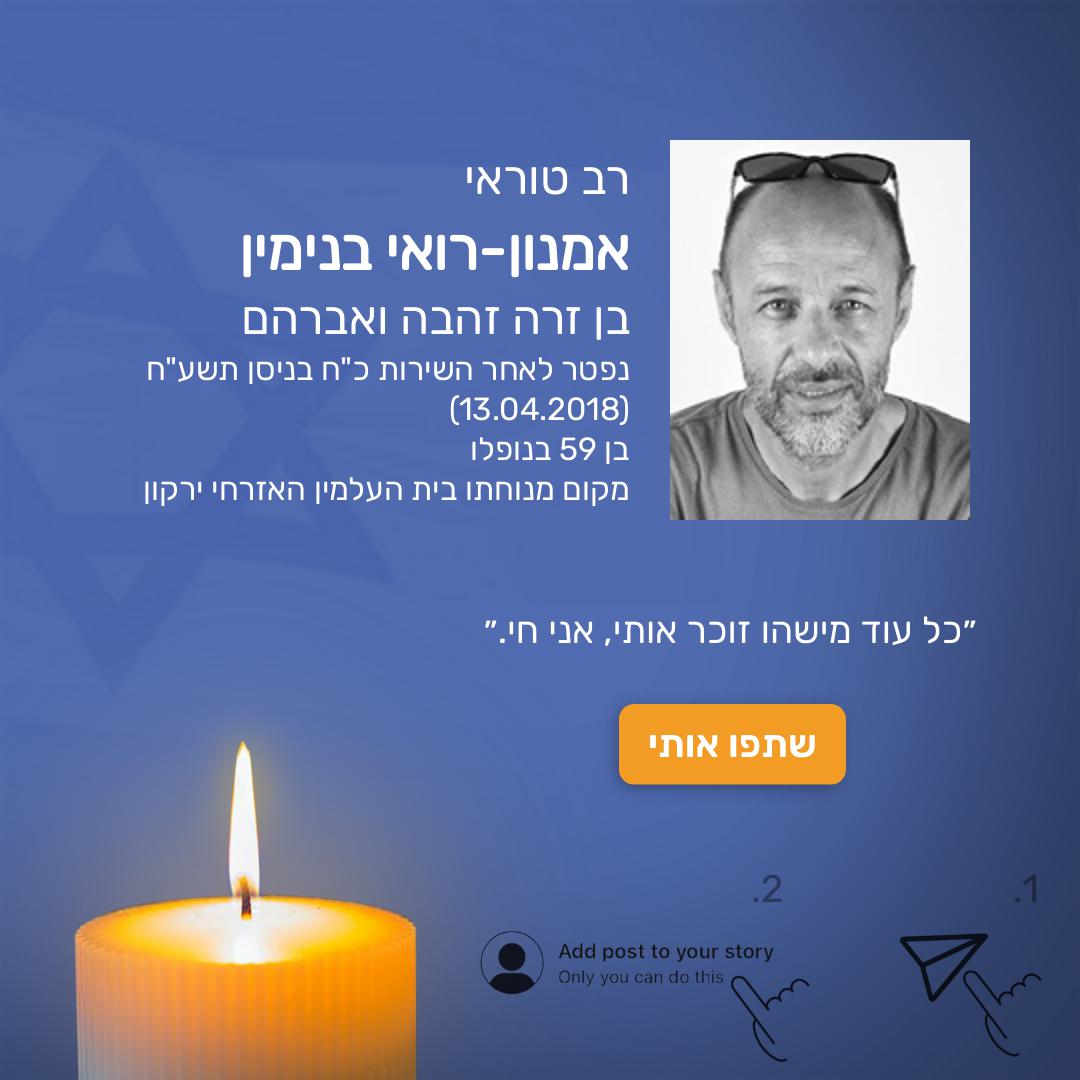 רב טוראי
אמנון-רואי בנימין
בן זרה זהבה ואברהם
נפטר לאחר השירות כ"ח בניסן תשע"ח
(13.04.2018)
בן 59 בנופלו
מקום מנוחתו בית העלמין האזרחי ירקון
״כל עוד מישהו זוכר אותי, אני חי.״
שתפו אותי
1.
2.
Add post to your story
Only you can do this